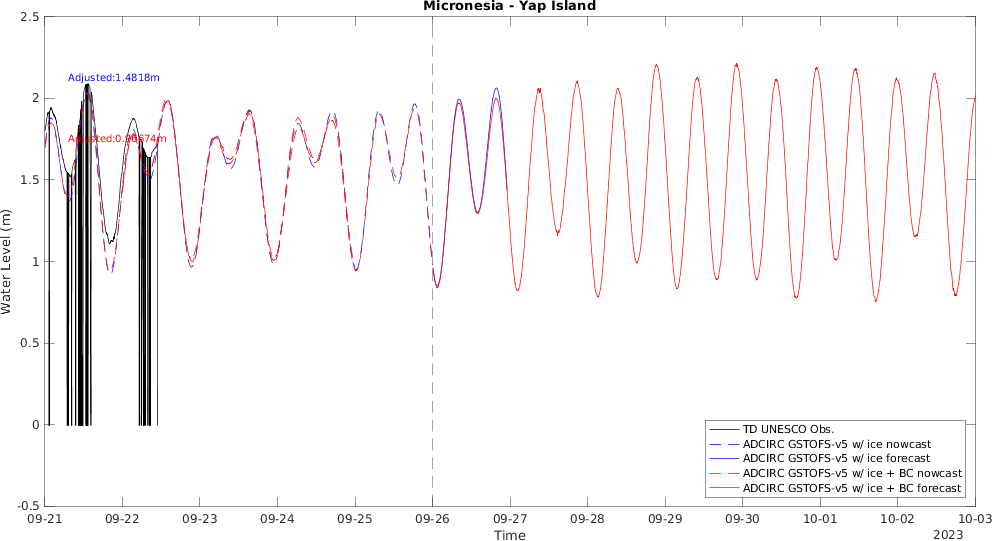 Micronesia - Yap Island
2.5
2
1.5
1
0.5
0
-0.5
Water Level (m)
Adjusted:1.4818m
TD UNESCO Obs.
ADCIRC GSTOFS-v5 w/ ice nowcast
ADCIRC GSTOFS-v5 w/ ice forecast
ADCIRC GSTOFS-v5 w/ ice + BC nowcast
ADCIRC GSTOFS-v5 w/ ice + BC forecast
09-21 09-22 09-23 09-24 09-25 09-26 09-27 09-28 09-29 09-30 10-01 10-02 10-03
Time
2023